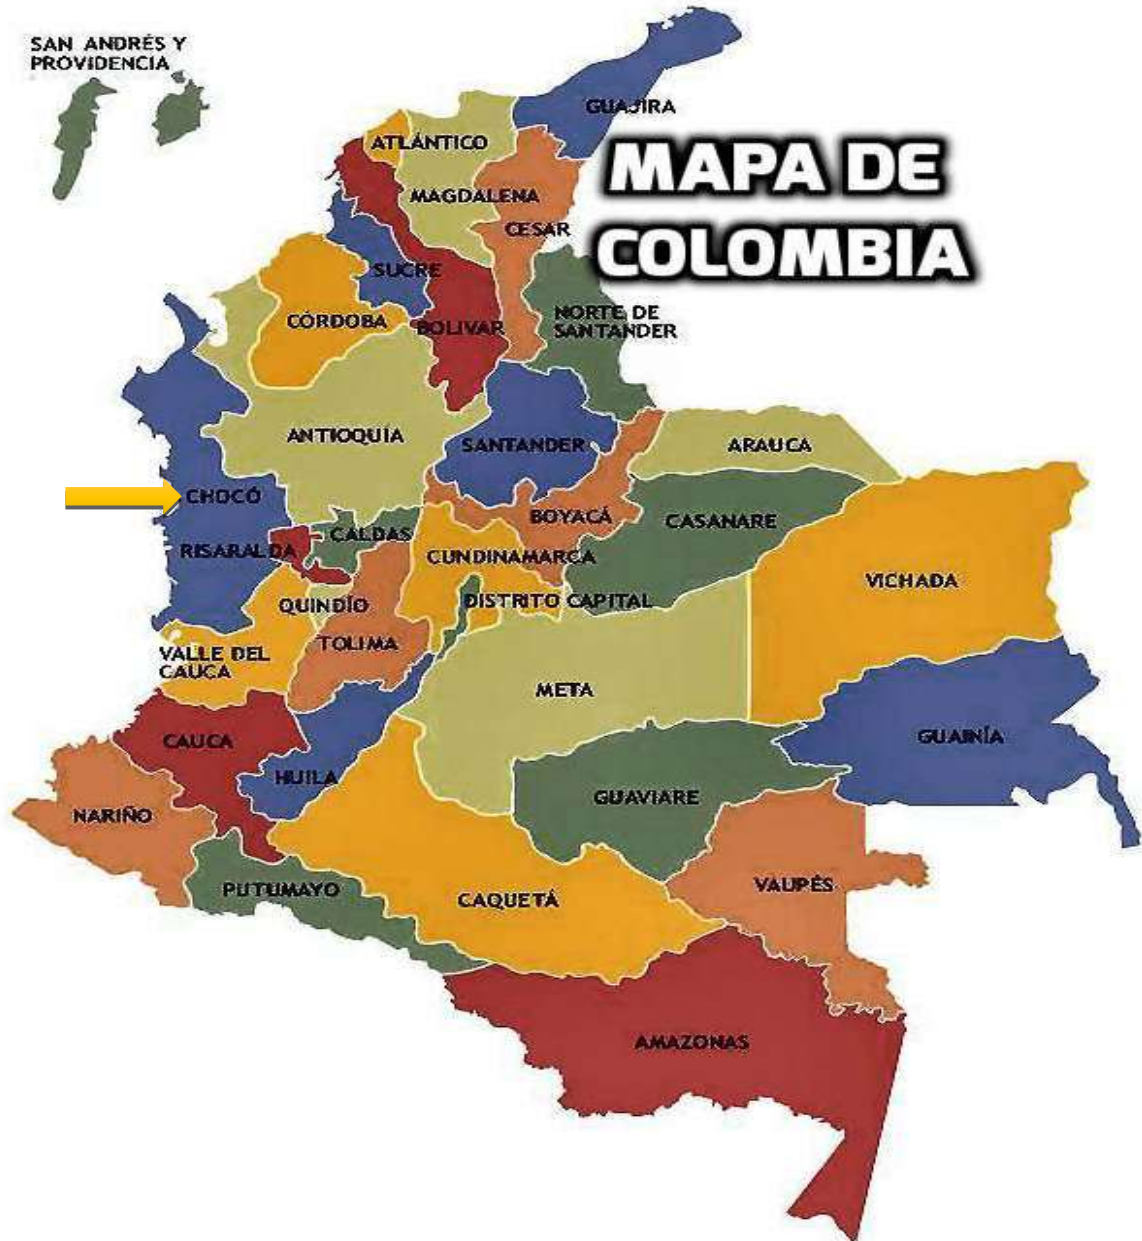 SAN ANDRÉS Y
PROVIDENCIA
GUAJIRA
MAPA DE
COLOMBIA
ATLÁNTICO
MAGDALENA
CESAR
SUCRE
NORTE DE
SANTANDER
CÓRDOBA
BOLIVAR
ANTIOQUÍA
SANTANDER
ARAUCA
CHOCÓ
BOYACÁ
CASANARE
CALDAS
RISARALDA
CUNDINAMARCA
VICHADA
QUINDÍO
DISTRITO CAPITAL
TOLIMA
VALLE DEL
CAUCA
META
CAUCA
GUAINÍA
HUILA
GUAVIARE
NARIÑO
PUTUMAYO
CAQUETÁ
VAUPÉS
AMAZONAS